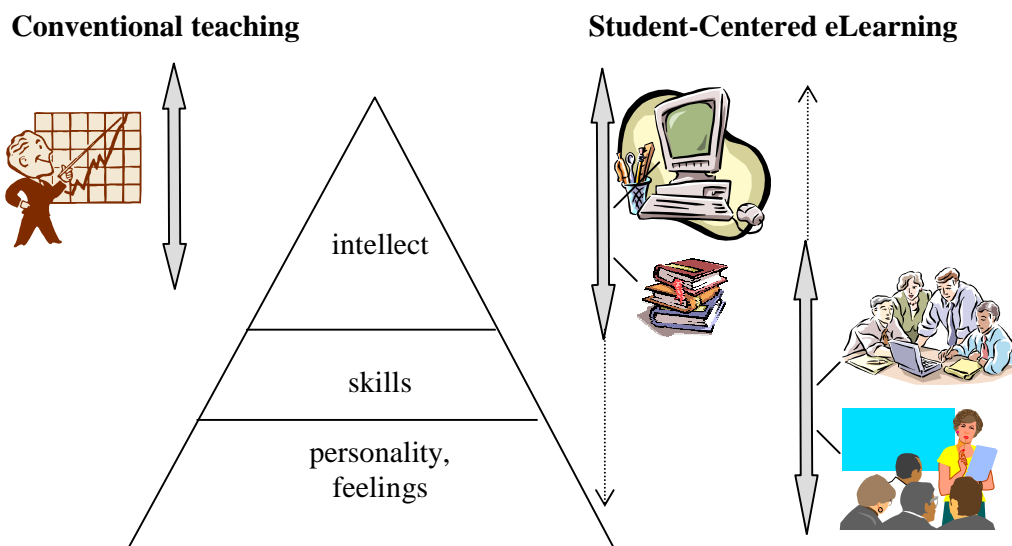 Conventional teaching
Student-Centered eLearning
intellect
skills
personality,
feelings